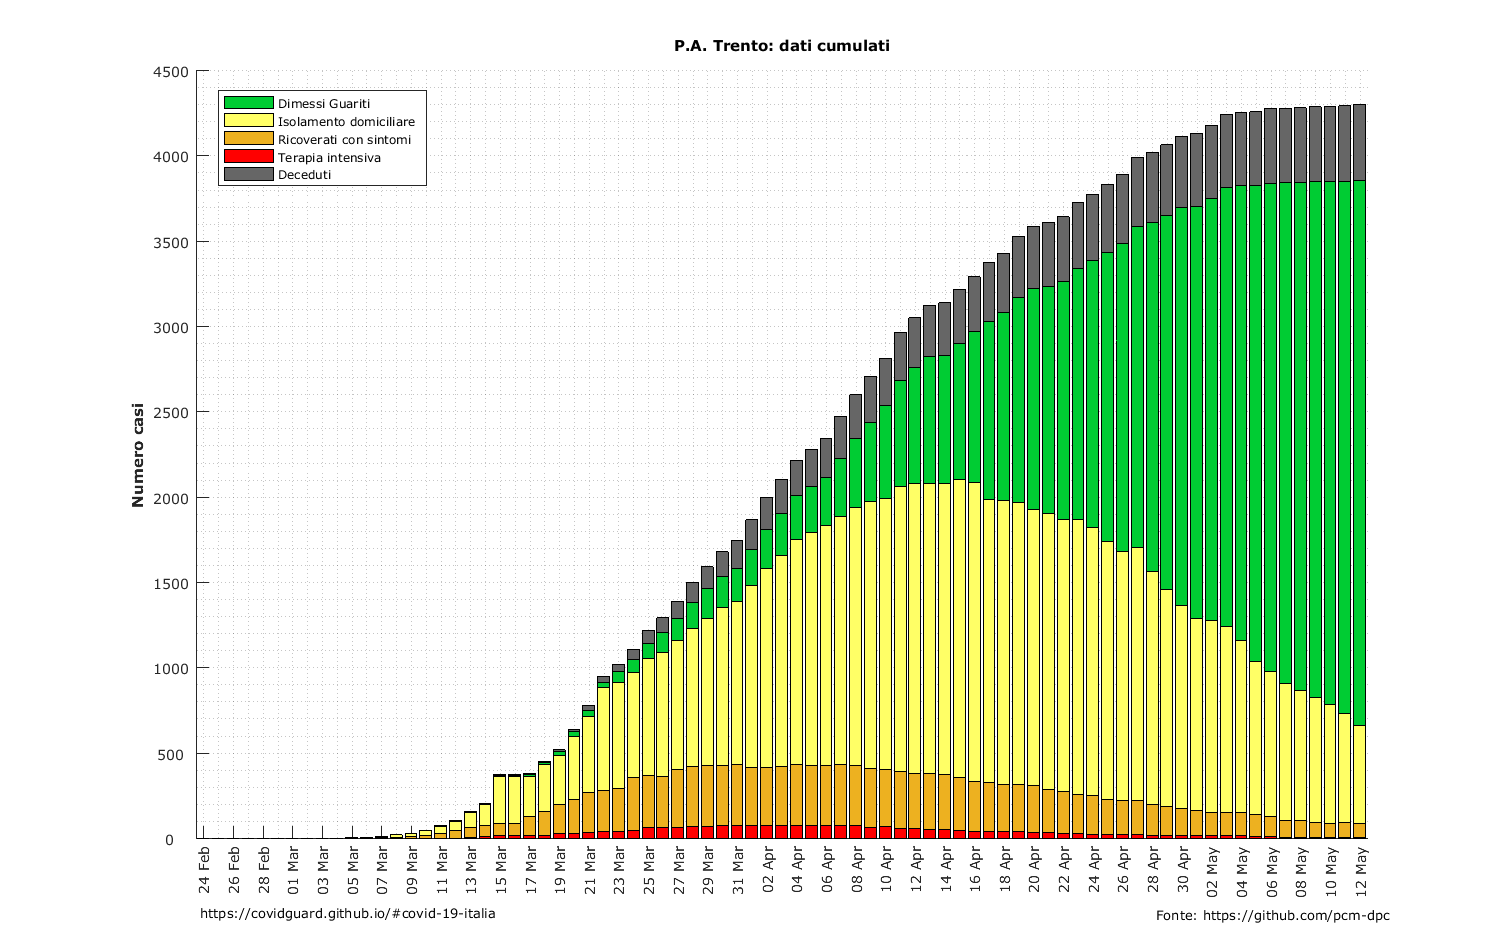 P.A. Trento: dati cumulati
4500
4000
3500
3000
2500
2000
1500
1000
500
0
Numero casi
Dimessi Guariti
Isolamento domiciliare
Ricoverati con sintomi
Terapia intensiva
Deceduti
24 Feb
26 Feb
28 Feb
01 Mar
03 Mar
05 Mar
07 Mar
09 Mar
11 Mar
13 Mar
15 Mar
17 Mar
19 Mar
21 Mar
23 Mar
25 Mar
27 Mar
29 Mar
31 Mar
02 Apr
04 Apr
06 Apr
08 Apr
10 Apr
12 Apr
14 Apr
16 Apr
18 Apr
20 Apr
22 Apr
24 Apr
26 Apr
28 Apr
30 Apr
02 May
04 May
06 May
08 May
10 May
12 May
https://covidguard.github.io/#covid-19-italia
Fonte: https://github.com/pcm-dpc